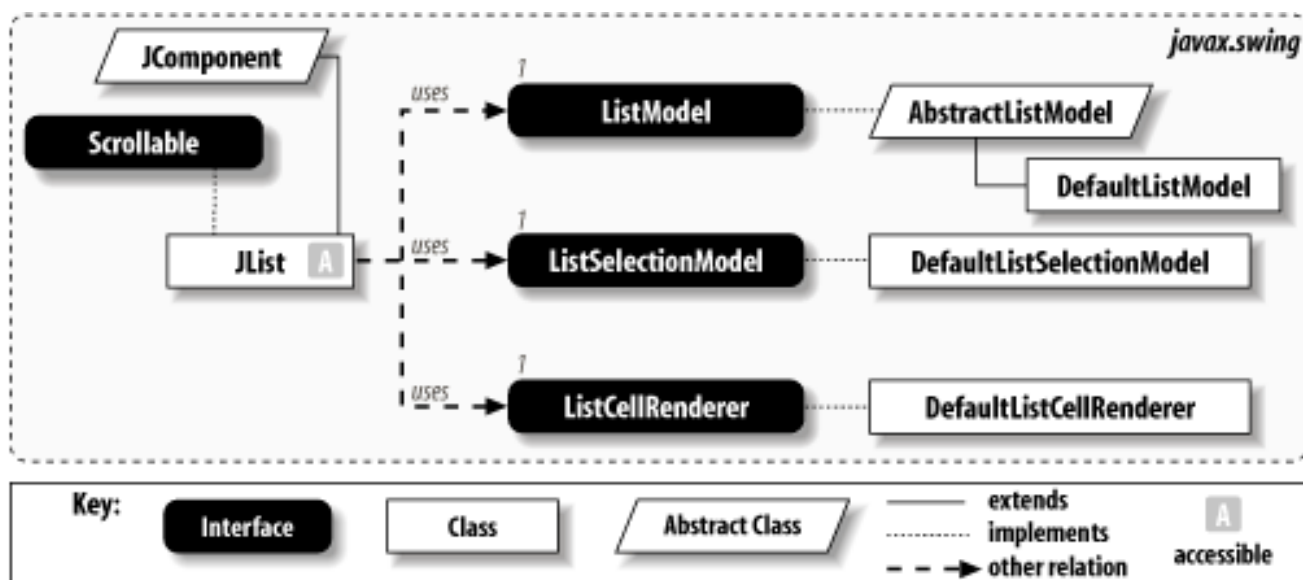 javax.swing
JComponent
Scrollable
JList A
uses
1
ListModel
AbstractListModel
DefaultListModel
uses
1
ListSelectionModel
DefaultListSelectionModel
uses
1
ListCellRenderer
DefaultListCellRenderer
Key:
Interface
Class
Abstract Class
extends
implements
other relation
A
accessible